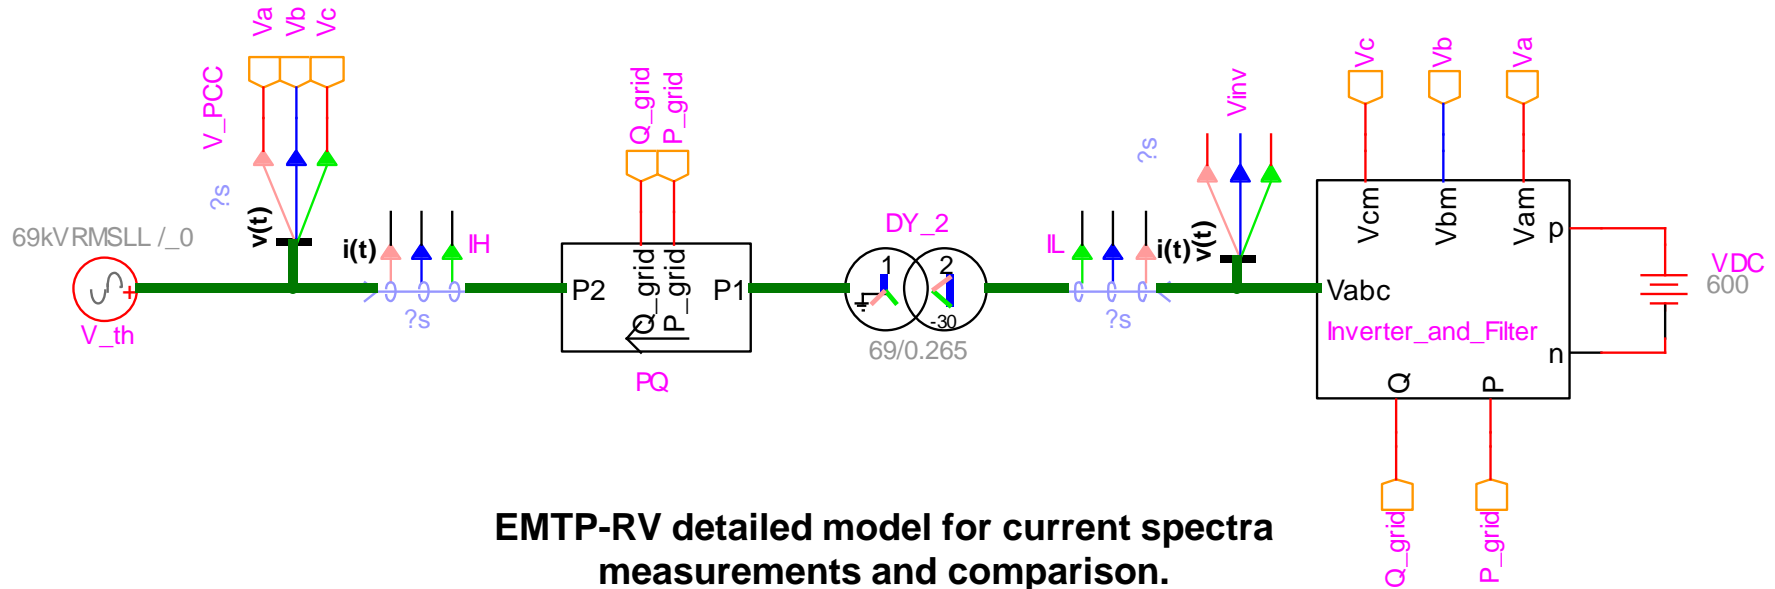 Va
Vb
Vc
V_PCC
?s
v(t)
69kVRMSLL /_0
+
V_th
i(t)
IH
?s
Q_grid
P_grid
P2
Q_grid
P_grid
P1
PQ
DY_2
1
2
-30
69/0.265
IL
i(t)
?s
?s
v(t)
Vinv
Vc
Vb
Va
Vcm
Vbm
Vam
p
Vabc
Inverter_and_Filter
n
VDC
600
Q
P
Q_grid
P_grid
EMTP-RV detailed model for current spectra
measurements and comparison.